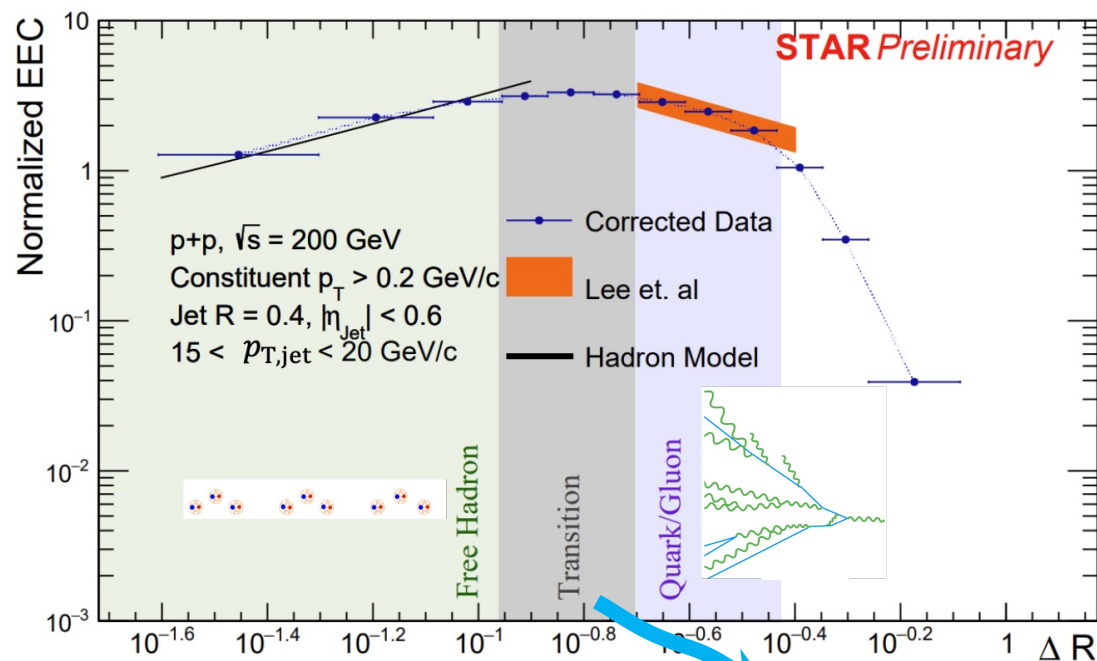 Normalized EEC
10
1
10⁻¹
10⁻²
10⁻³
STAR Preliminary
p+p, √s = 200 GeV
Constituent p_T > 0.2 GeV/c
Jet R = 0.4, |η_Jet| < 0.6
15 < p_T,jet < 20 GeV/c
Corrected Data
Lee et. al
Hadron Model
Free Hadron
Transition
Quark/Gluon
10⁻¹·⁶ 10⁻¹·⁴ 10⁻¹·² 10⁻¹ 10⁻⁰·⁸ 10⁻⁰·⁶ 10⁻⁰·⁴ 10⁻⁰·² 1 Δ R